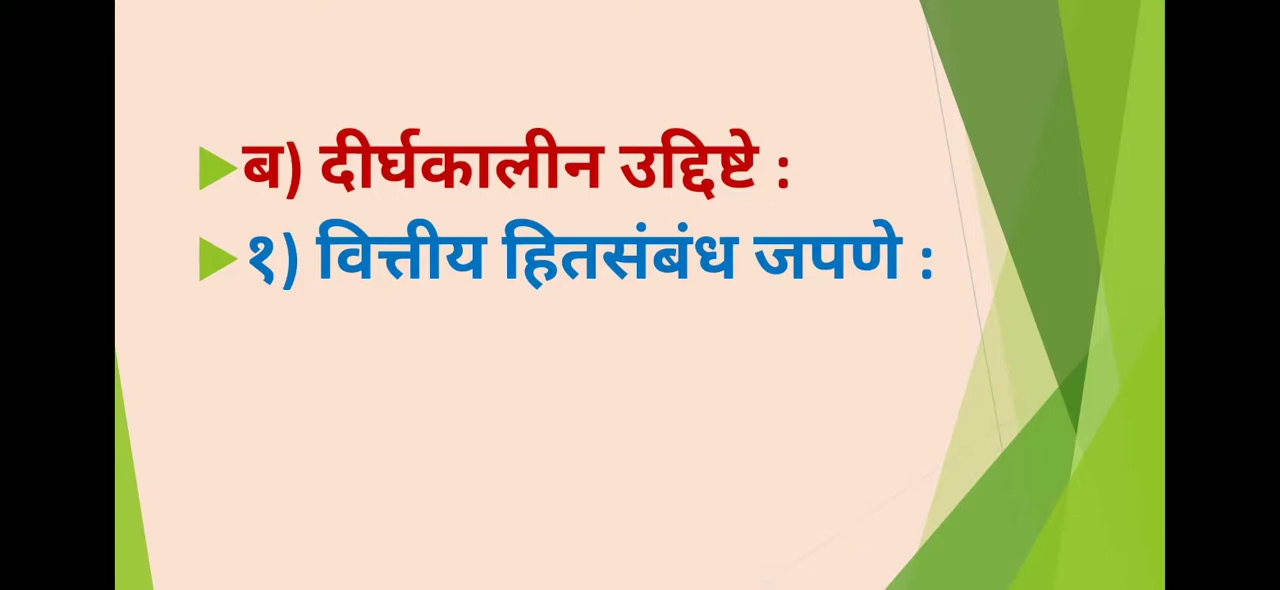 ब) दीर्घकालीन उद्दिष्टे :
१) वित्तीय हितसंबंध जपणे :